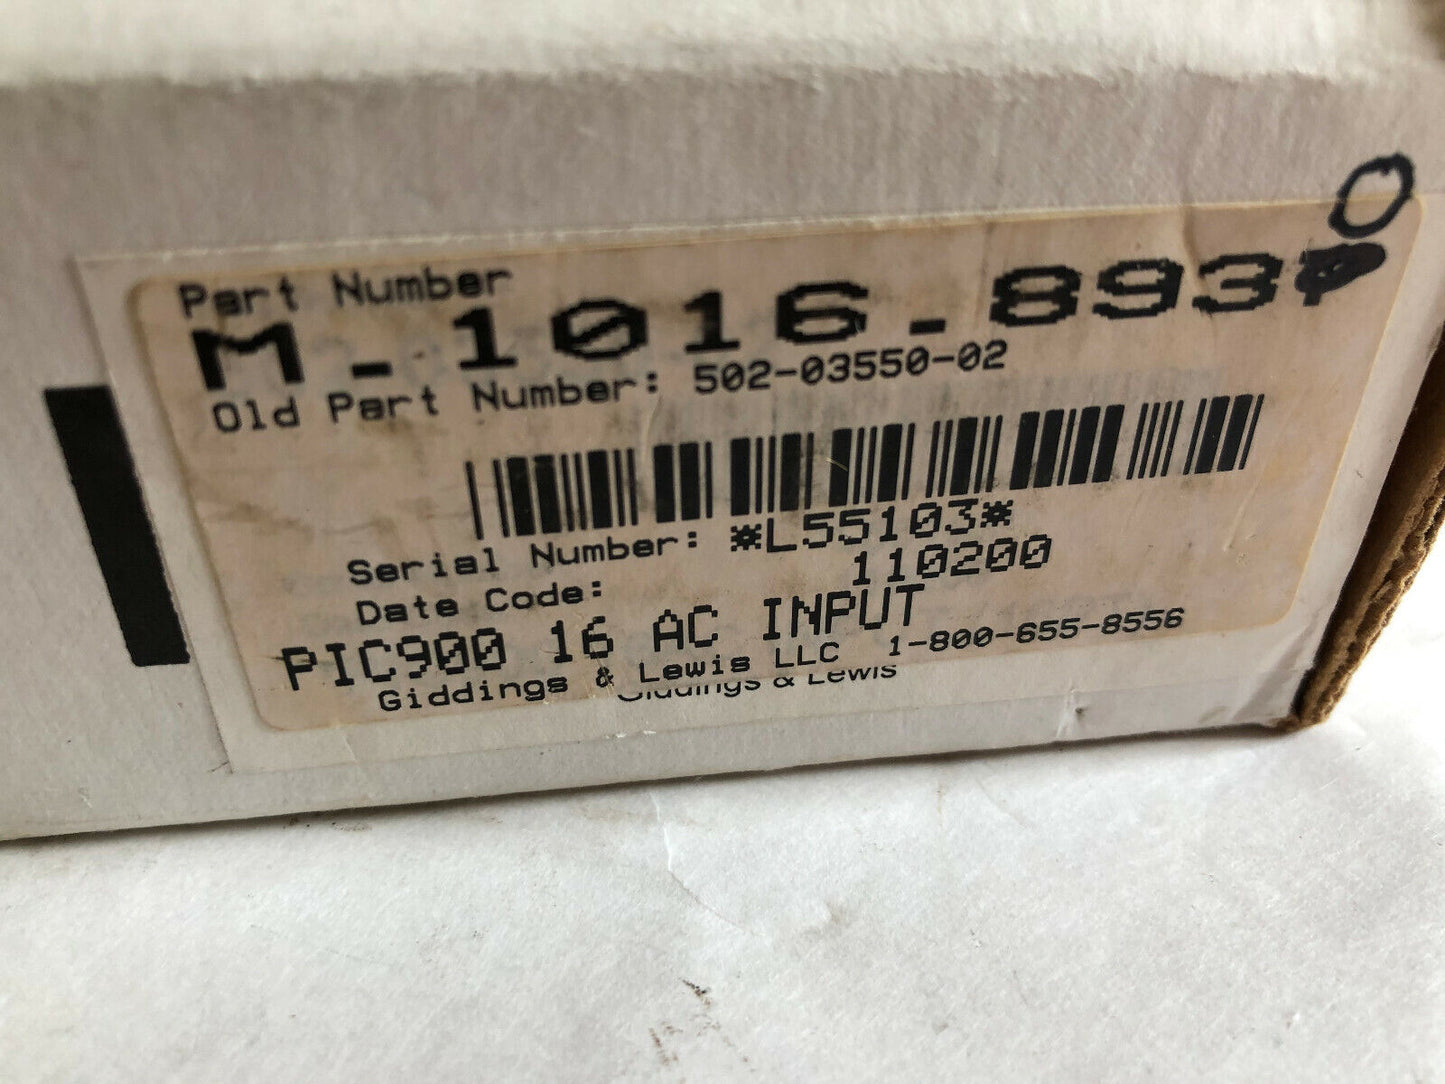 0
Part Number
M.1016.893
Old Part Number: 502-03550-02
Serial Number: *L55103*
Date Code: 110200
PIC900 16 AC INPUT
Giddings & Lewis LLC 1-800-655-8556
Giddings & Lewis